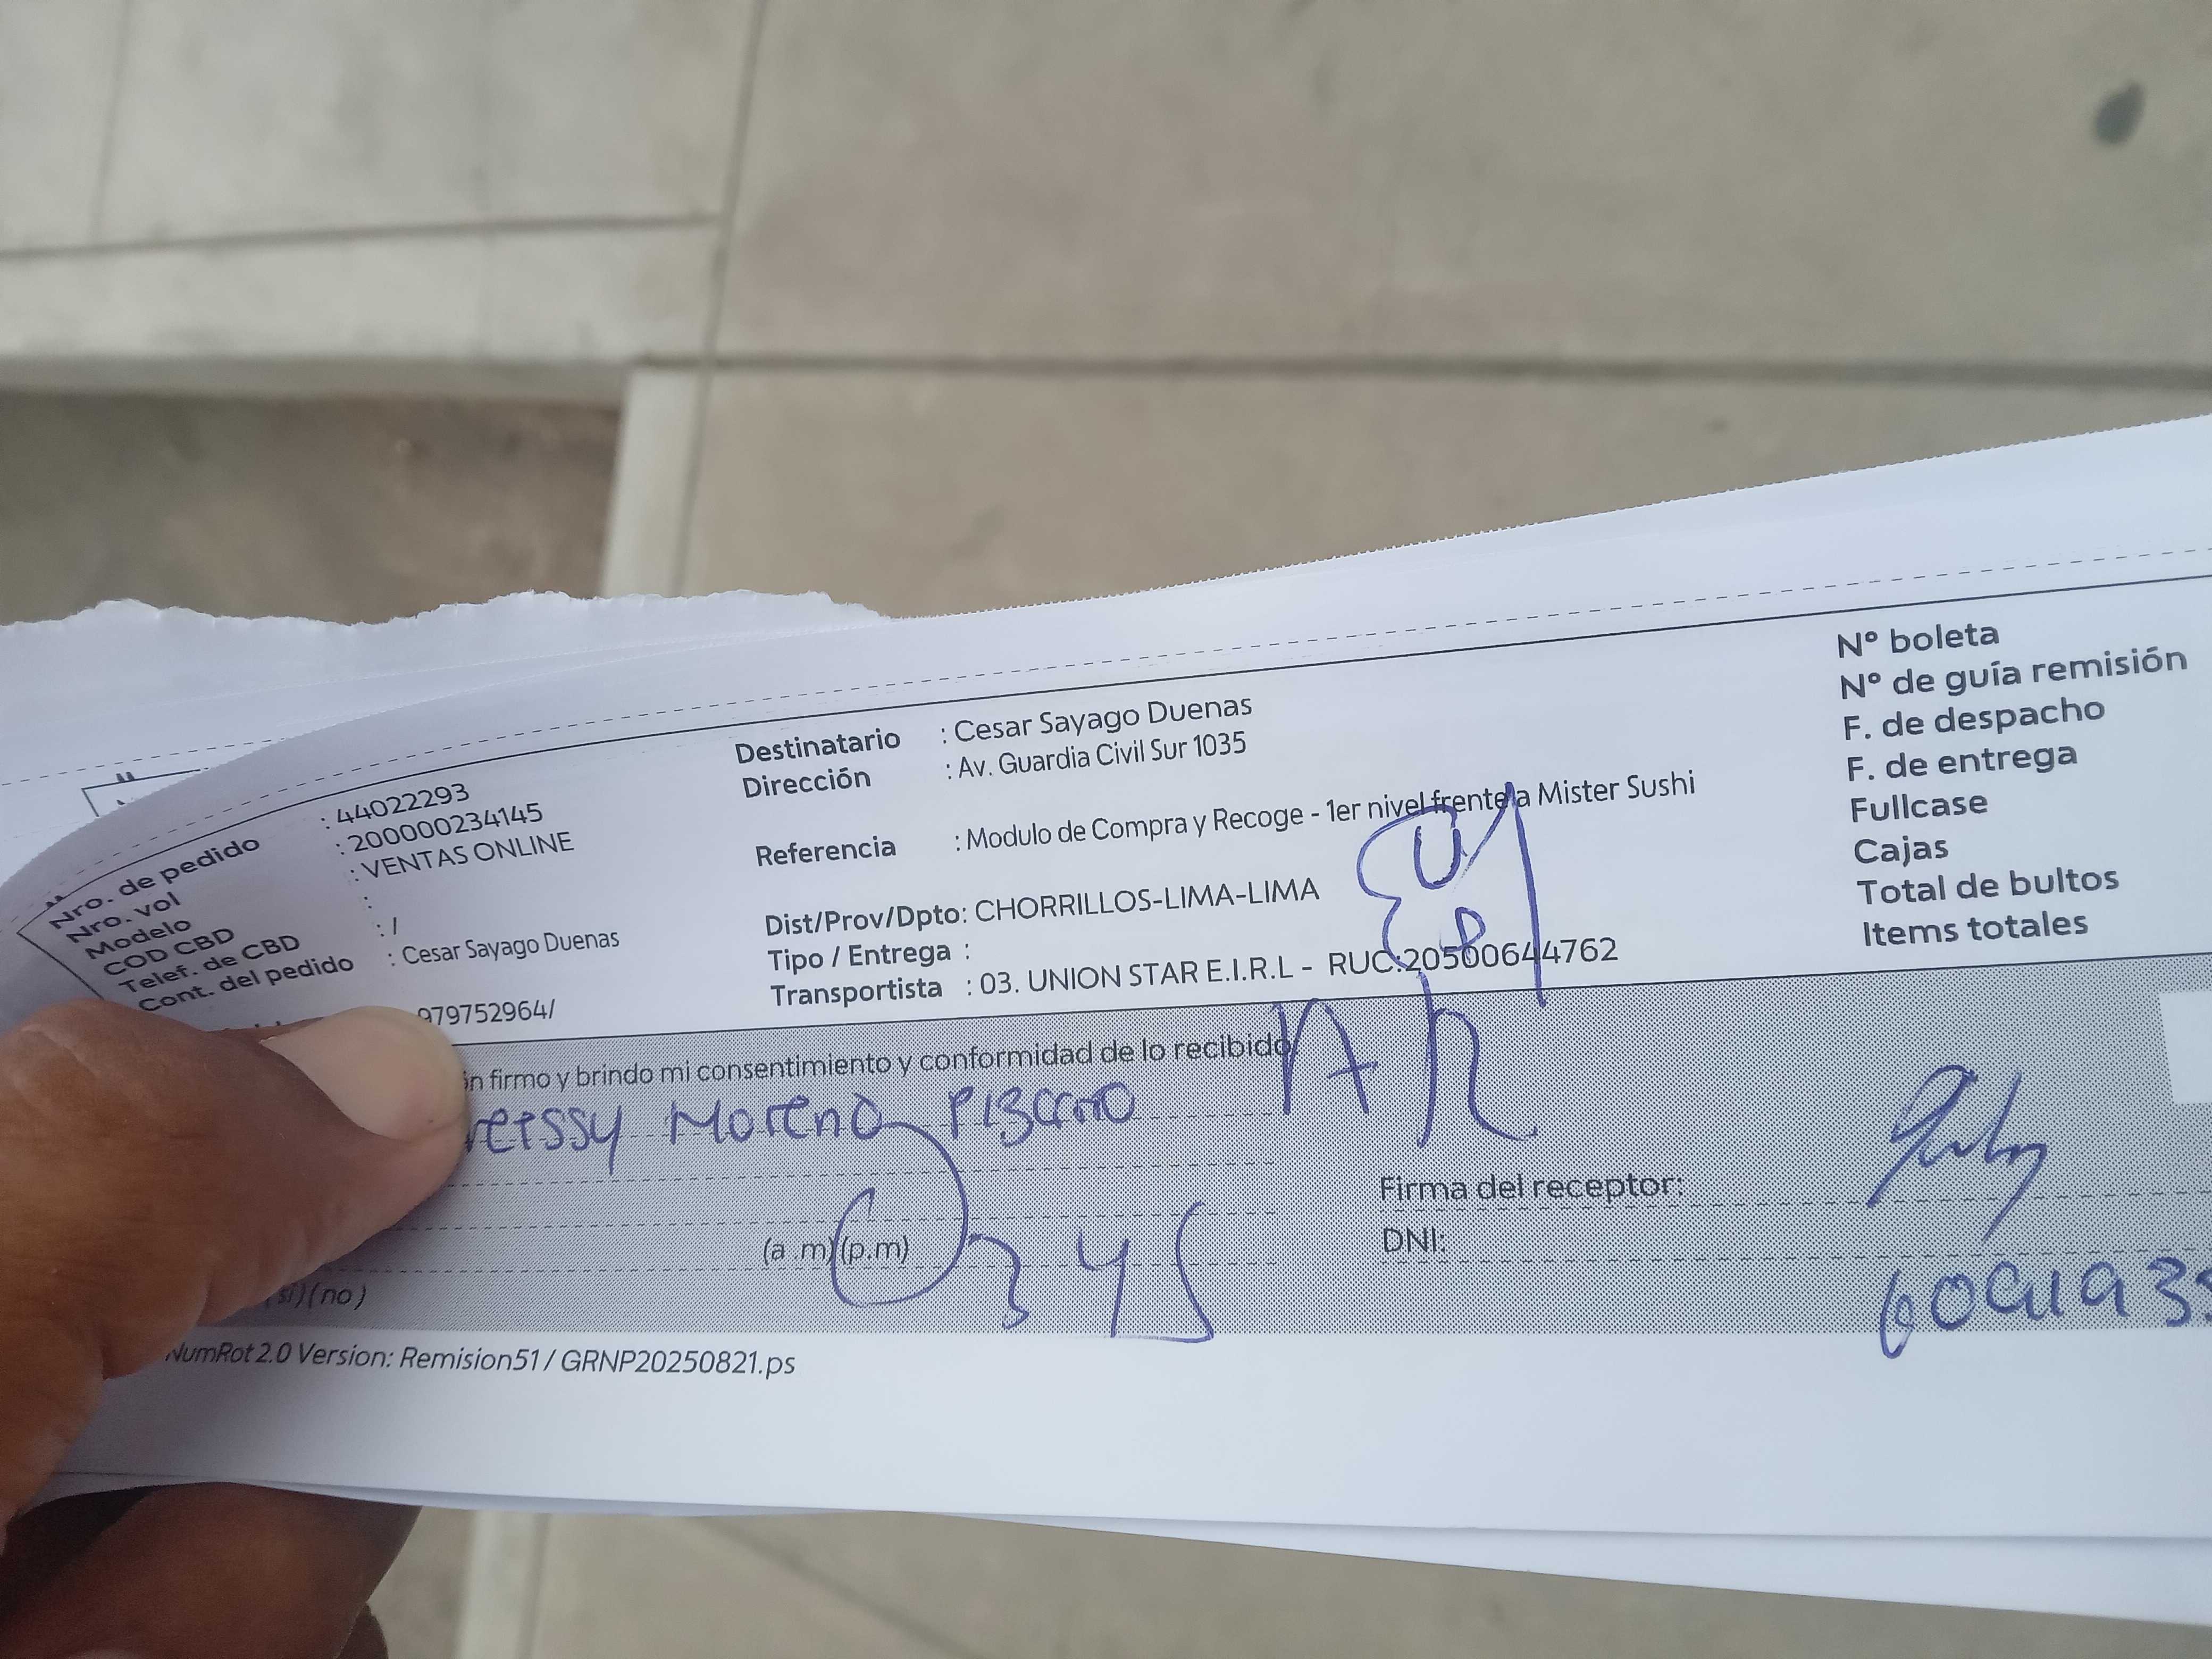 Nro. de pedido : 44022293
Nro. vol : 200000234145
Modelo : VENTAS ONLINE
COD CBD :
Telef. de CBD : /
Cont. del pedido : Cesar Sayago Duenas
979752964/
Destinatario : Cesar Sayago Duenas
Dirección : Av. Guardia Civil Sur 1035
Referencia : Modulo de Compra y Recoge - 1er nivel frente a Mister Sushi
Dist/Prov/Dpto: CHORRILLOS-LIMA-LIMA
Tipo / Entrega :
Transportista : 03. UNION STAR E.I.R.L - RUC:20500644762
Nº boleta
Nº de guía remisión
F. de despacho
F. de entrega
Fullcase
Cajas
Total de bultos
Items totales
firmo y brindo mi consentimiento y conformidad de lo recibido
Moreno
(a .m)(p.m)
Firma del receptor:
DNI:
(si)(no)
NumRot2.0 Version: Remision51 / GRNP20250821.ps